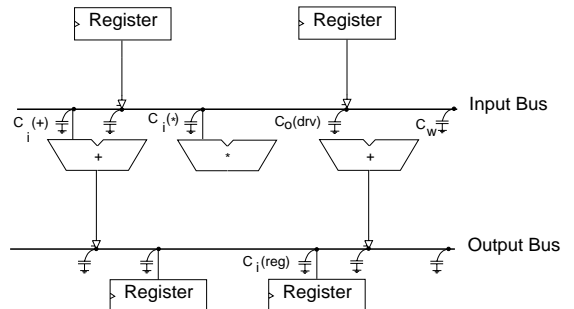 Register
Register
Input Bus
C i (+)
C i (*)
Co(drv)
Cw
+
*
+
Output Bus
C i (reg)
Register
Register